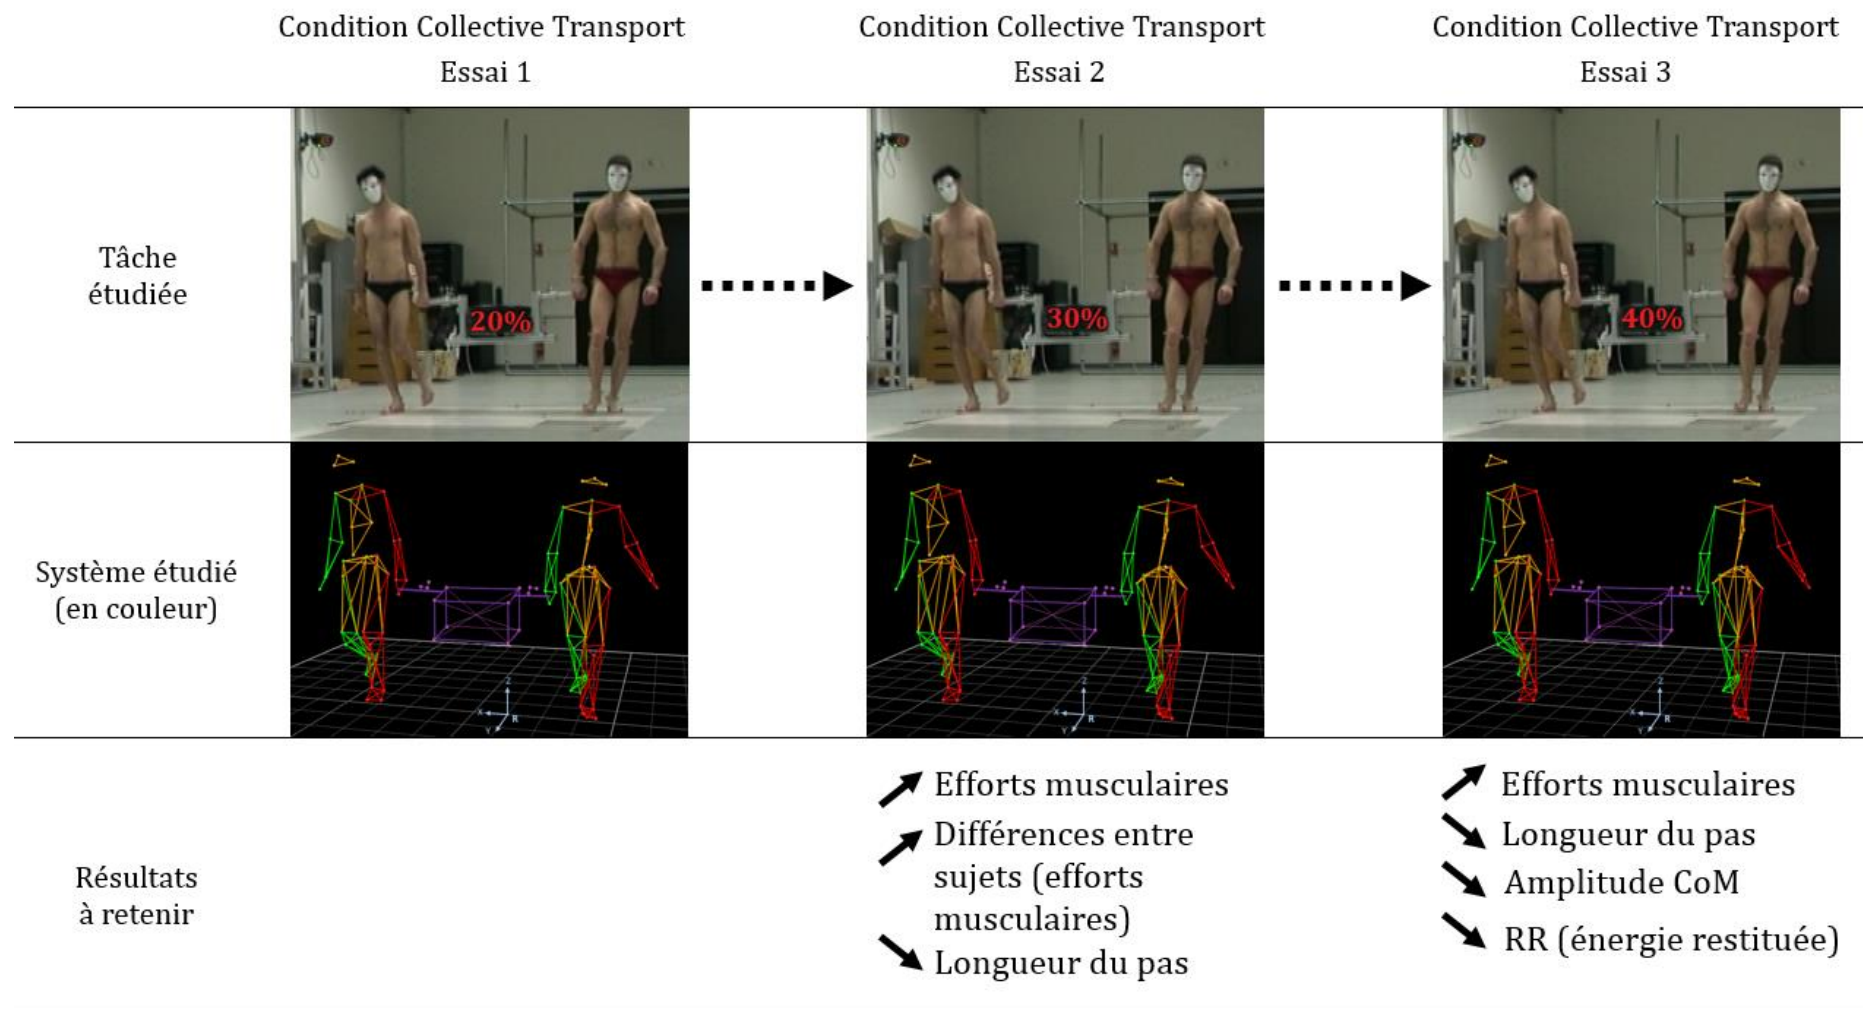 Condition Collective Transport
Essai 1
Condition Collective Transport
Essai 2
Condition Collective Transport
Essai 3
Tâche
étudiée
20%
30%
40%
Système étudié
(en couleur)
Z
X
R
Y
Z
X
R
Y
Z
X
R
Y
Résultats
à retenir
Efforts musculaires
Différences entre
sujets (efforts
musculaires)
Longueur du pas
Efforts musculaires
Longueur du pas
Amplitude CoM
RR (énergie restituée)